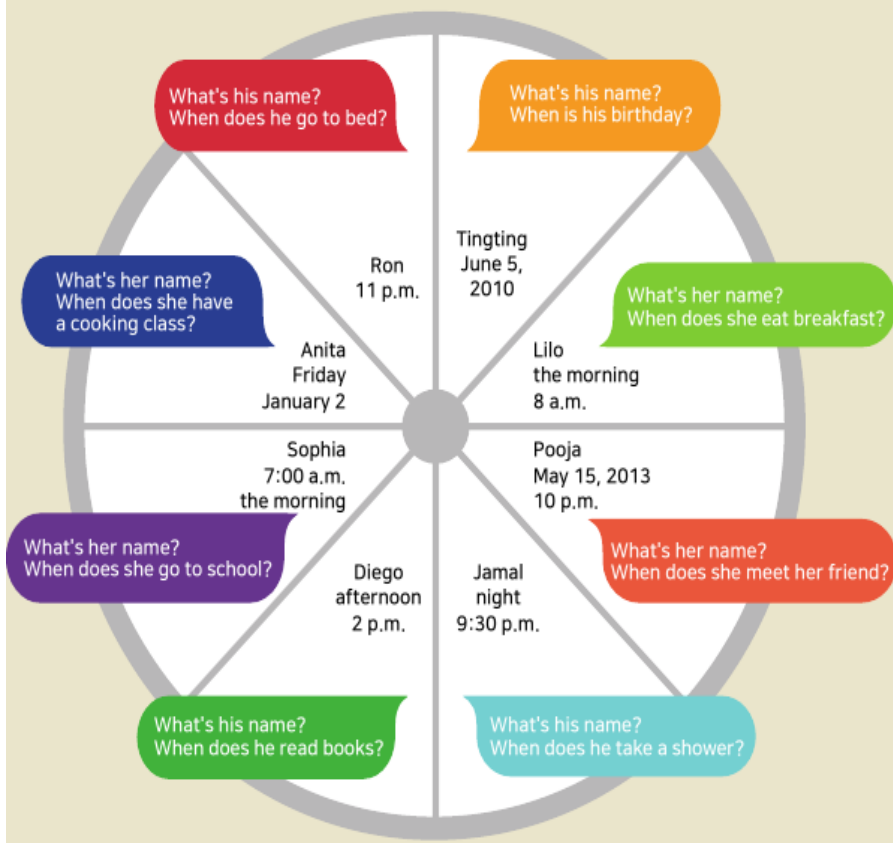 What's his name?
When does he go to bed?
Ron
11 p.m.
What's his name?
When is his birthday?
Tingting
June 5,
2010
What's her name?
When does she eat breakfast?
Lilo
the morning
8 a.m.
Pooja
May 15, 2013
10 p.m.
What's her name?
When does she meet her friend?
Jamal
night
9:30 p.m.
What's his name?
When does he take a shower?
Diego
afternoon
2 p.m.
What's his name?
When does he read books?
Sophia
7:00 a.m.
the morning
What's her name?
When does she go to school?
What's her name?
When does she have
a cooking class?
Anita
Friday
January 2